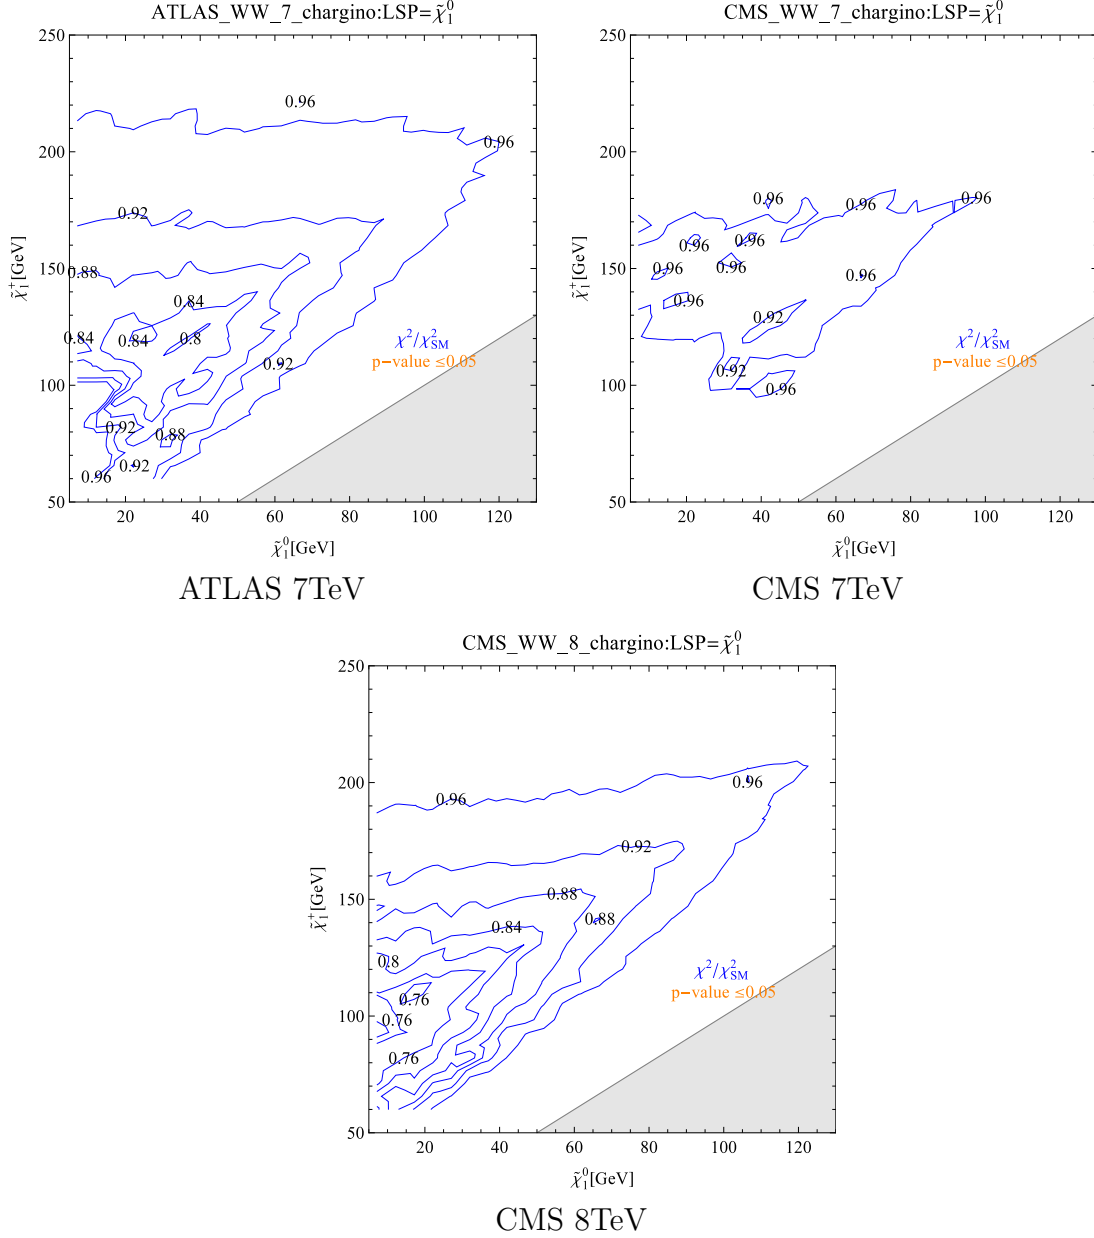 ATLAS_WW_7_chargino:LSP=χ̃₁⁰
250
200
150
100
50
χ̃₁⁺[GeV]
0.96
0.96
0.92
0.88
0.84
0.84
0.84
0.8
0.92
0.92
0.88
0.92
0.96
χ²/χ²SM
p−value ≤0.05
20 40 60 80 100 120
χ̃₁⁰[GeV]
ATLAS 7TeV
CMS_WW_7_chargino:LSP=χ̃₁⁰
250
200
150
100
50
χ̃₁⁺[GeV]
0.96
0.96
0.96
0.96
0.96
0.96
0.96
0.96
0.96
0.92
0.92
0.96
χ²/χ²SM
p−value ≤0.05
20 40 60 80 100 120
χ̃₁⁰[GeV]
CMS 7TeV
CMS_WW_8_chargino:LSP=χ̃₁⁰
250
200
150
100
50
χ̃₁⁺[GeV]
0.96
0.96
0.92
0.88
0.88
0.84
0.8
0.76
0.76
0.76
χ²/χ²SM
p−value ≤0.05
20 40 60 80 100 120
χ̃₁⁰[GeV]
CMS 8TeV